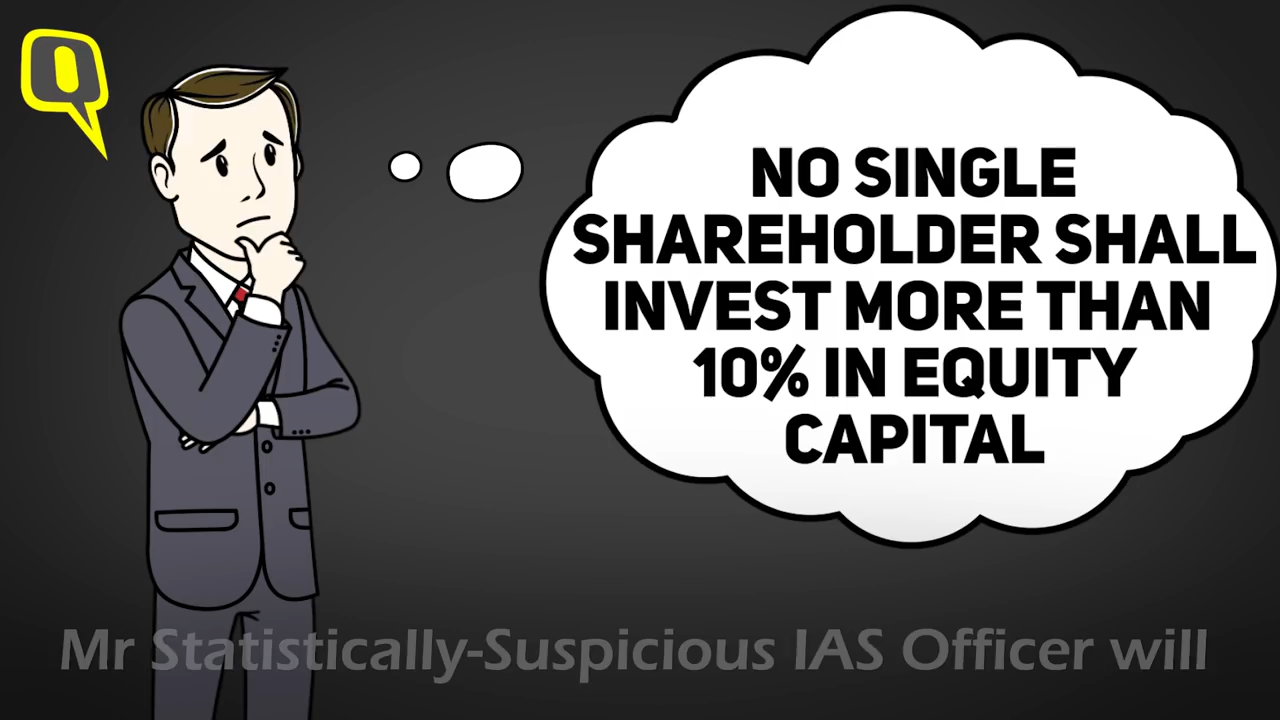 NO SINGLE
SHAREHOLDER SHALL
INVEST MORE THAN
10% IN EQUITY
CAPITAL
Mr Statistically-Suspicious IAS Officer will